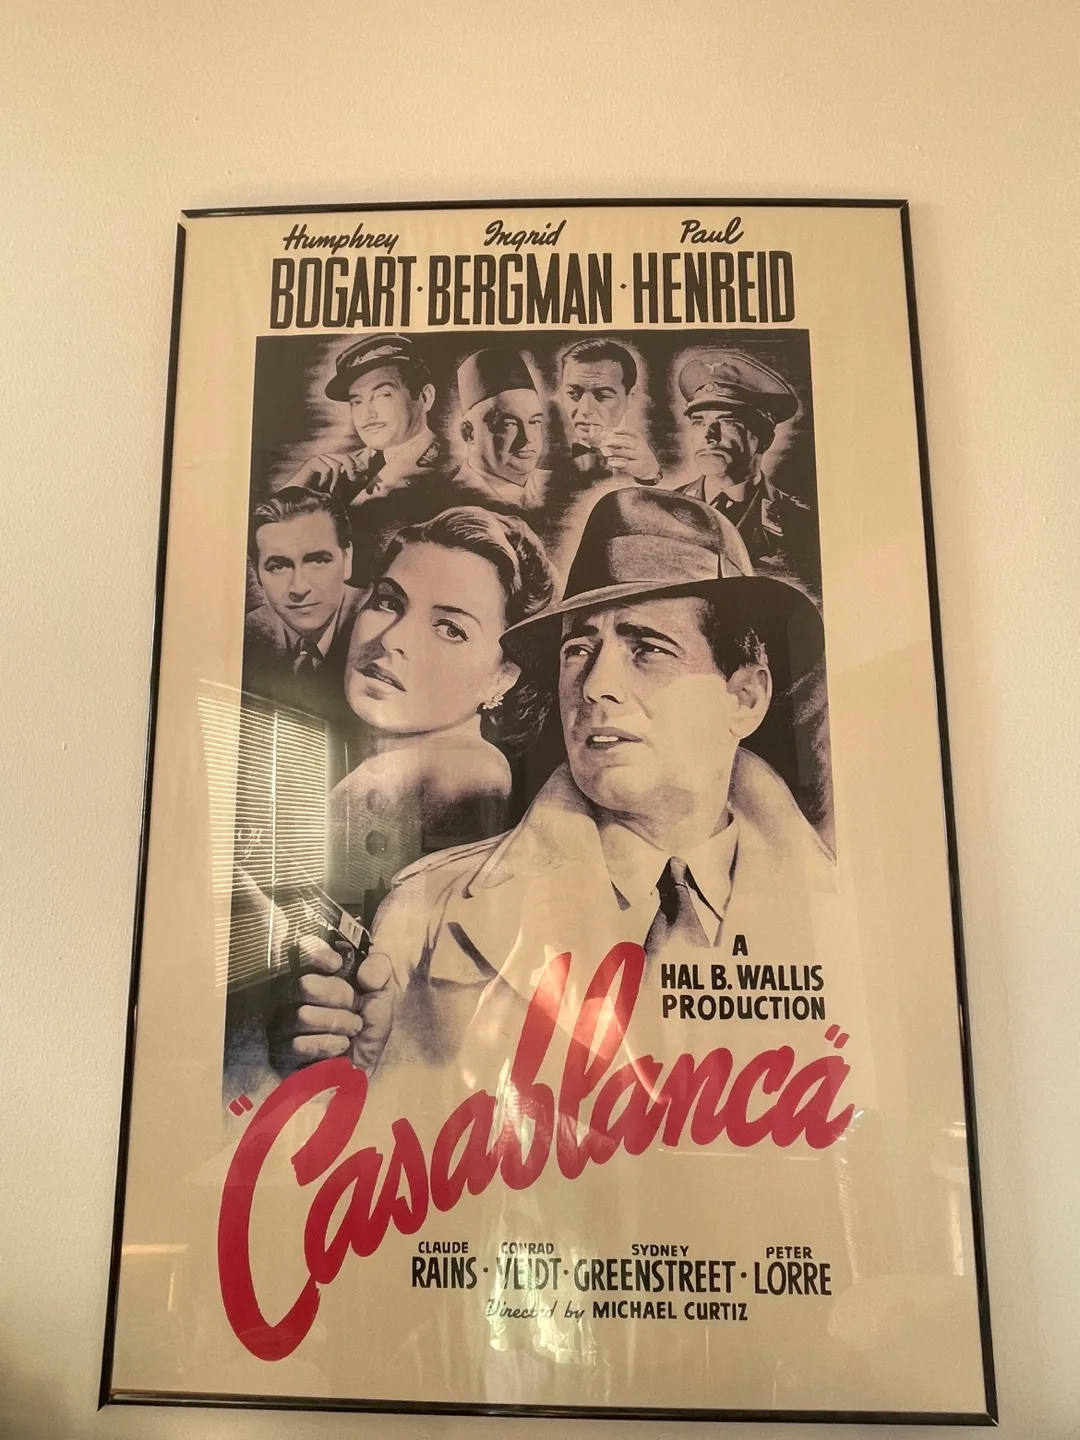 Humphrey Ingrid Paul
BOGART · BERGMAN · HENREID
A
HAL B. WALLIS
PRODUCTION
"Casablanca"
CLAUDE CONRAD SYDNEY PETER
RAINS · VEIDT · GREENSTREET · LORRE
Directed by MICHAEL CURTIZ